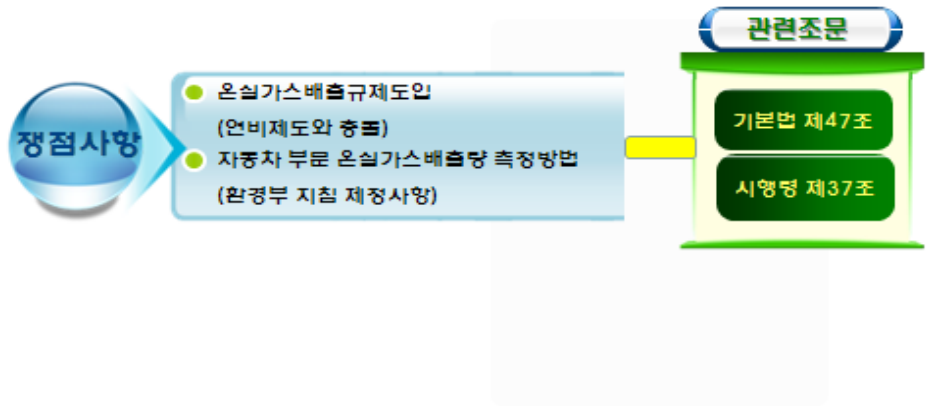 관련조문
쟁점사항
온실가스배출규제도입
(연비제도와 충돌)
자동차 부문 온실가스배출량 측정방법
(환경부 지침 제정사항)
기본법 제47조
시행령 제37조